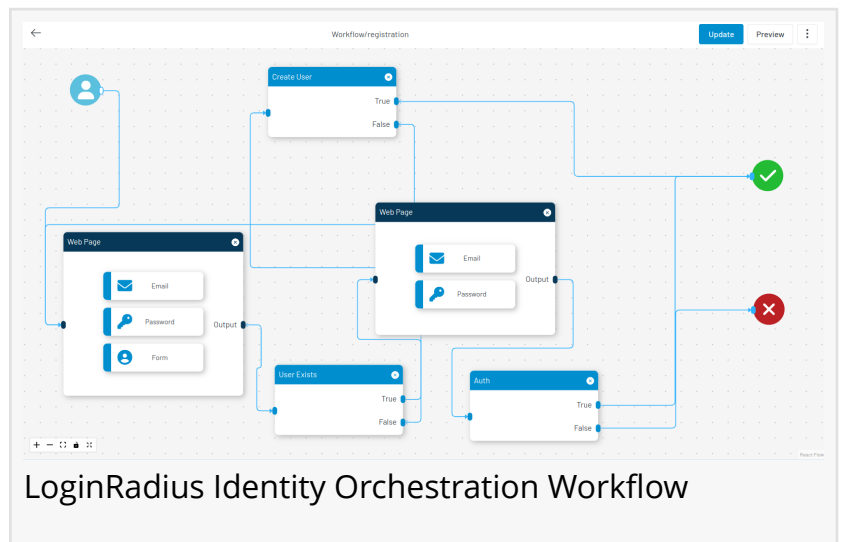 Workflow/registration
Update
Preview
Create User
True
False
Web Page
Email
Password
Form
Output
Web Page
Email
Password
Output
User Exists
True
False
Auth
True
False
React Flow
LoginRadius Identity Orchestration Workflow